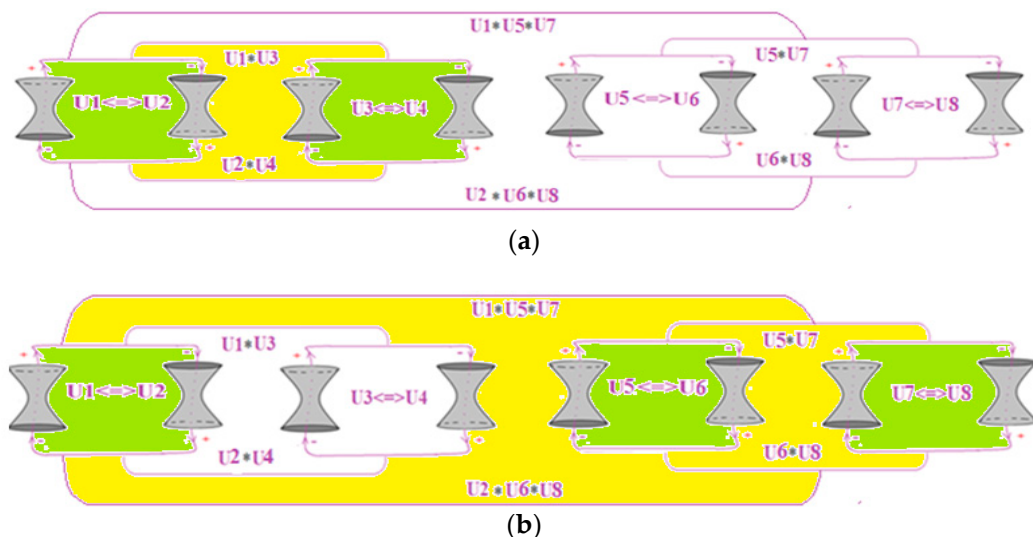 U1*U5*U7
U1*U3 U5*U7
+ - + - + - + -
U1<=>U2 U3<=>U4 U5<=>U6 U7<=>U8
- + - + - + - +
U2*U4 U6*U8
U2*U6*U8
(a)
U1*U5*U7
U1*U3 U5*U7
+ - + - + - + -
U1<=>U2 U3<=>U4 U5<=>U6 U7<=>U8
- + - + - + - +
U2*U4 U6*U8
U2*U6*U8
(b)